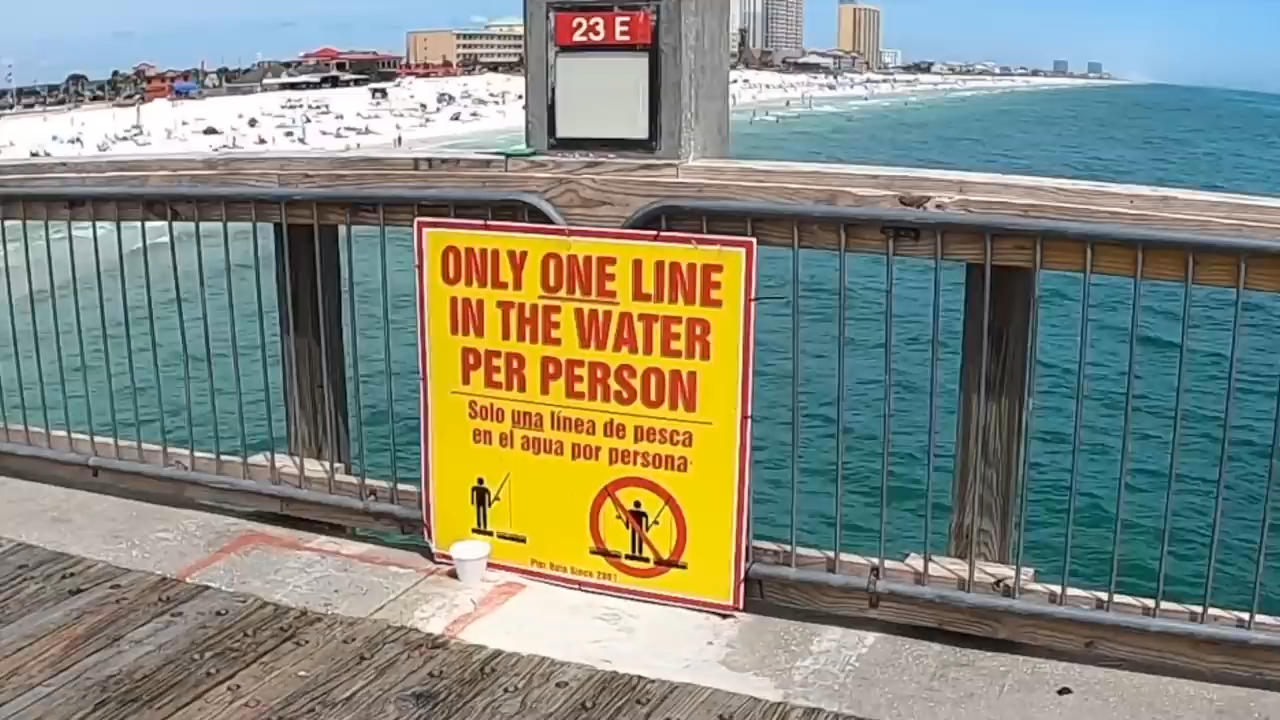 23 E
ONLY ONE LINE
IN THE WATER
PER PERSON
Solo una línea de pesca
en el agua por persona
Pier Rule Since 2001